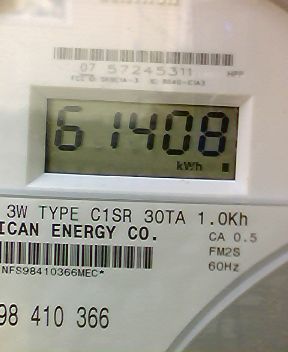 07 57245311 HPP
61408
kWh
3W TYPE C1SR 30TA 1.0Kh
ICAN ENERGY CO.
CA 0.5
FM2S
60Hz
NFS98410366MEC*
98 410 366